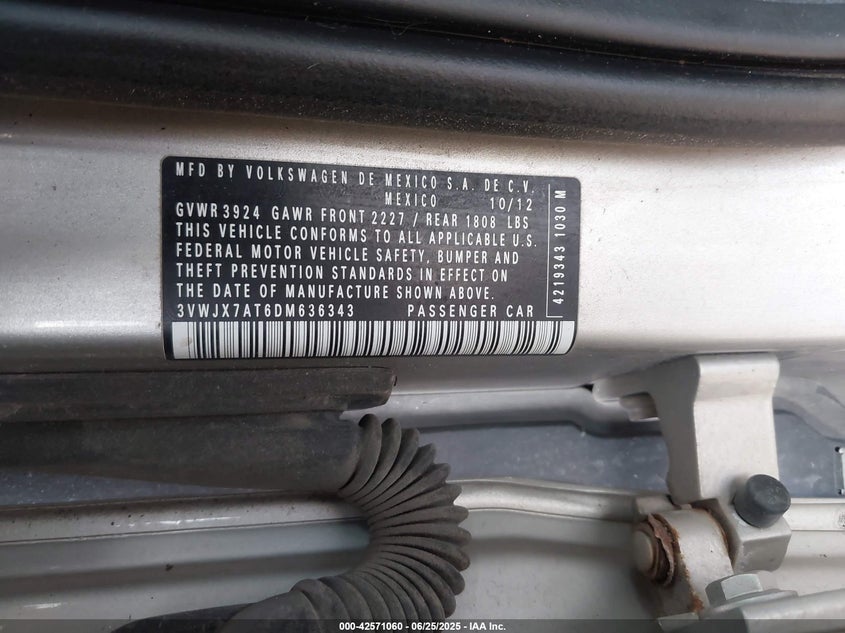 MFD BY VOLKSWAGEN DE MEXICO S.A. DE C.V.
MEXICO 10/12
GVWR 3924 GAWR FRONT 2227 / REAR 1808 LBS
THIS VEHICLE CONFORMS TO ALL APPLICABLE U.S.
FEDERAL MOTOR VEHICLE SAFETY, BUMPER AND
THEFT PREVENTION STANDARDS IN EFFECT ON
THE DATE OF MANUFACTURE SHOWN ABOVE.
3VWJX7AT6DM636343 PASSENGER CAR
4219343 1030 M
000-42571060 - 06/25/2025 - IAA Inc.